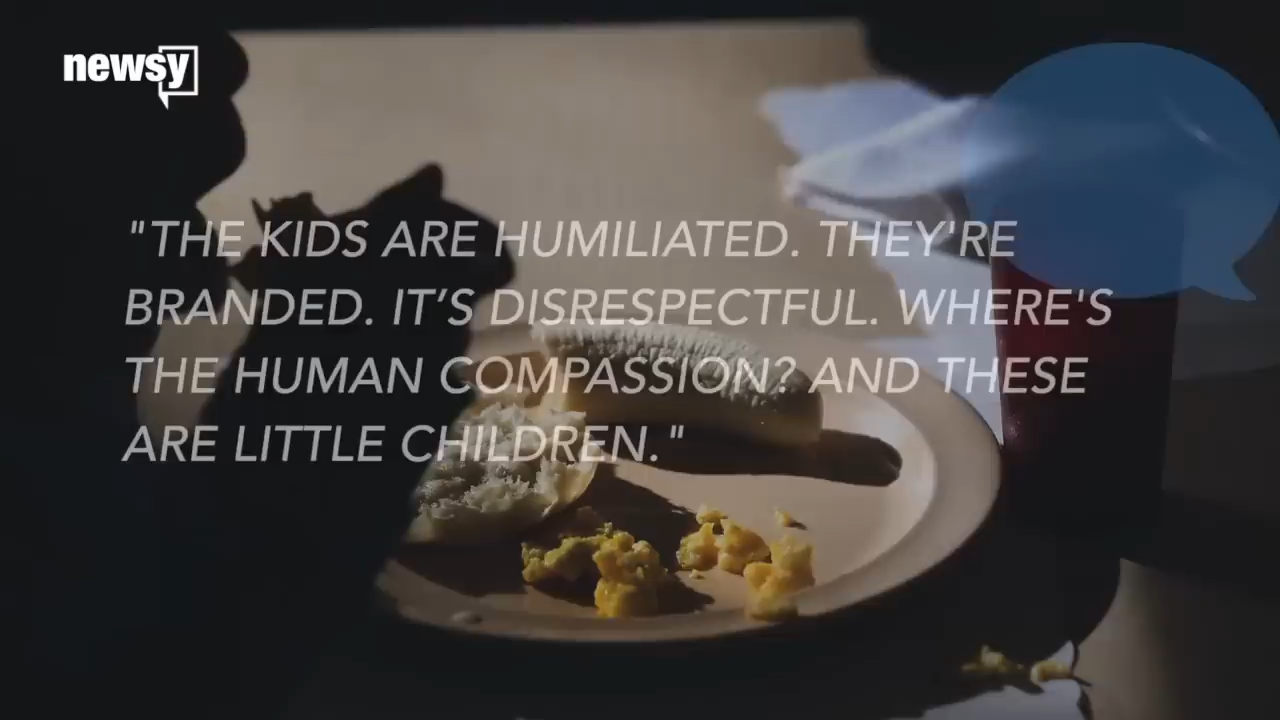 newsy
"THE KIDS ARE HUMILIATED. THEY'RE
BRANDED. IT’S DISRESPECTFUL. WHERE'S
THE HUMAN COMPASSION? AND THESE
ARE LITTLE CHILDREN."